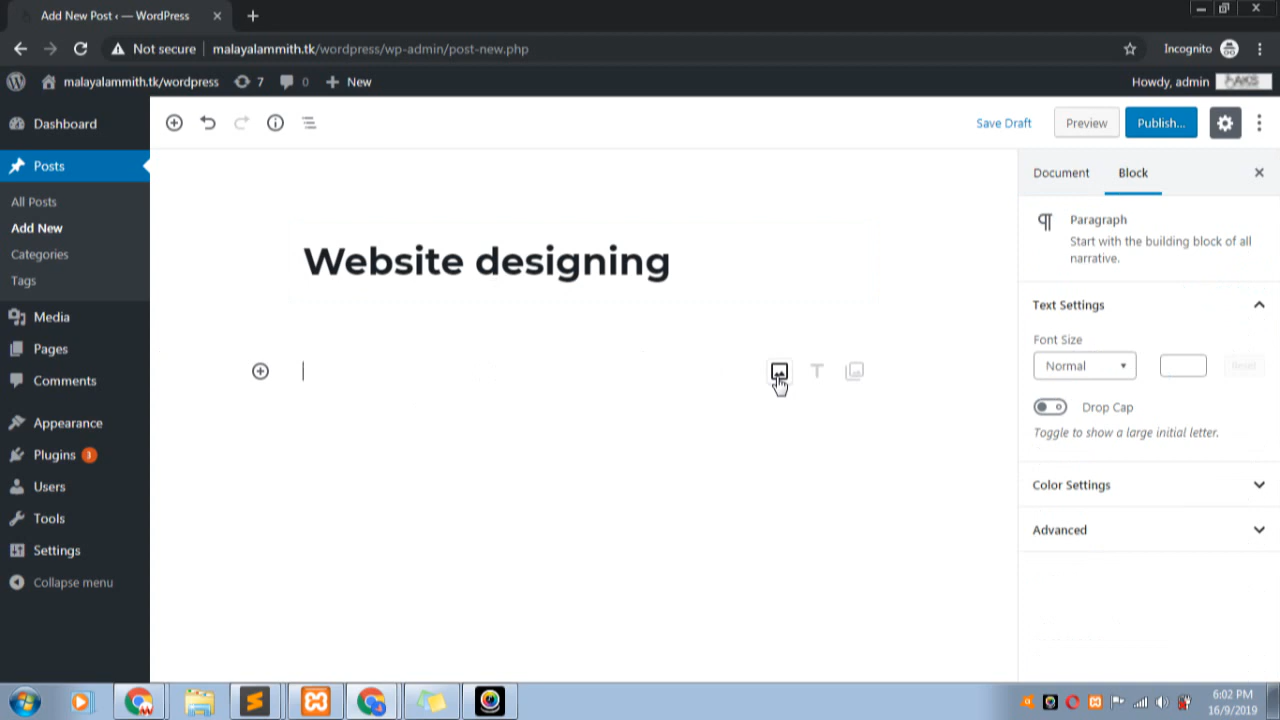 Add New Post ‹ — WordPress
Not secure
malayalammith.tk/wordpress/wp-admin/post-new.php
Incognito
malayalammith.tk/wordpress
7
0
New
Howdy, admin
Dashboard
Posts
All Posts
Add New
Categories
Tags
Media
Pages
Comments
Appearance
Plugins 3
Users
Tools
Settings
Collapse menu
Save Draft
Preview
Publish...
Website designing
Document
Block
Paragraph
Start with the building block of all
narrative.
Text Settings
Font Size
Normal
Reset
Drop Cap
Toggle to show a large initial letter.
Color Settings
Advanced
6:02 PM
16/9/2019